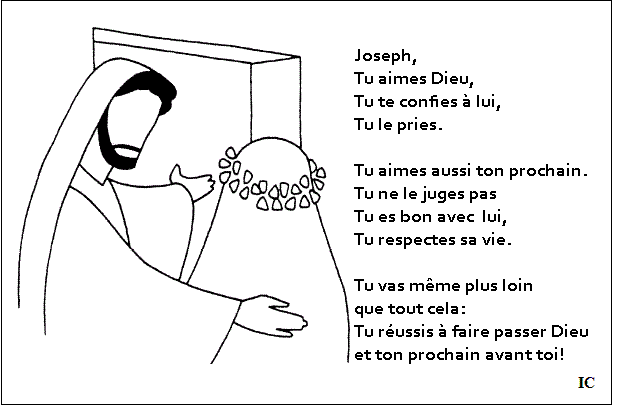 Joseph,
Tu aimes Dieu,
Tu te confies à lui,
Tu le pries.
Tu aimes aussi ton prochain.
Tu ne le juges pas
Tu es bon avec lui,
Tu respectes sa vie.
Tu vas même plus loin
que tout cela:
Tu réussis à faire passer Dieu
et ton prochain avant toi!
IC